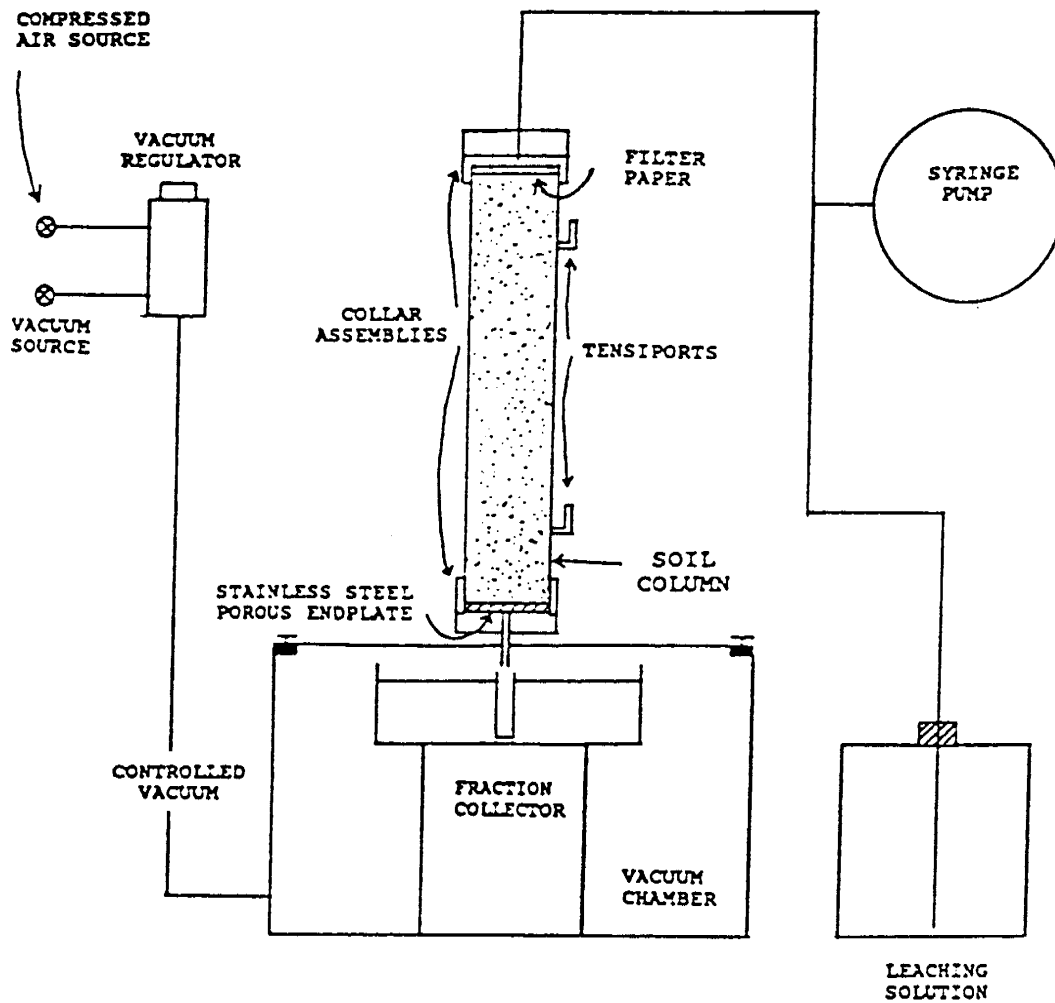 COMPRESSED
AIR SOURCE
VACUUM
REGULATOR
FILTER
PAPER
SYRINGE
PUMP
VACUUM
SOURCE
COLLAR
ASSEMBLIES
TENSIPORTS
SOIL
COLUMN
STAINLESS STEEL
POROUS ENDPLATE
CONTROLLED
VACUUM
FRACTION
COLLECTOR
VACUUM
CHAMBER
LEACHING
SOLUTION